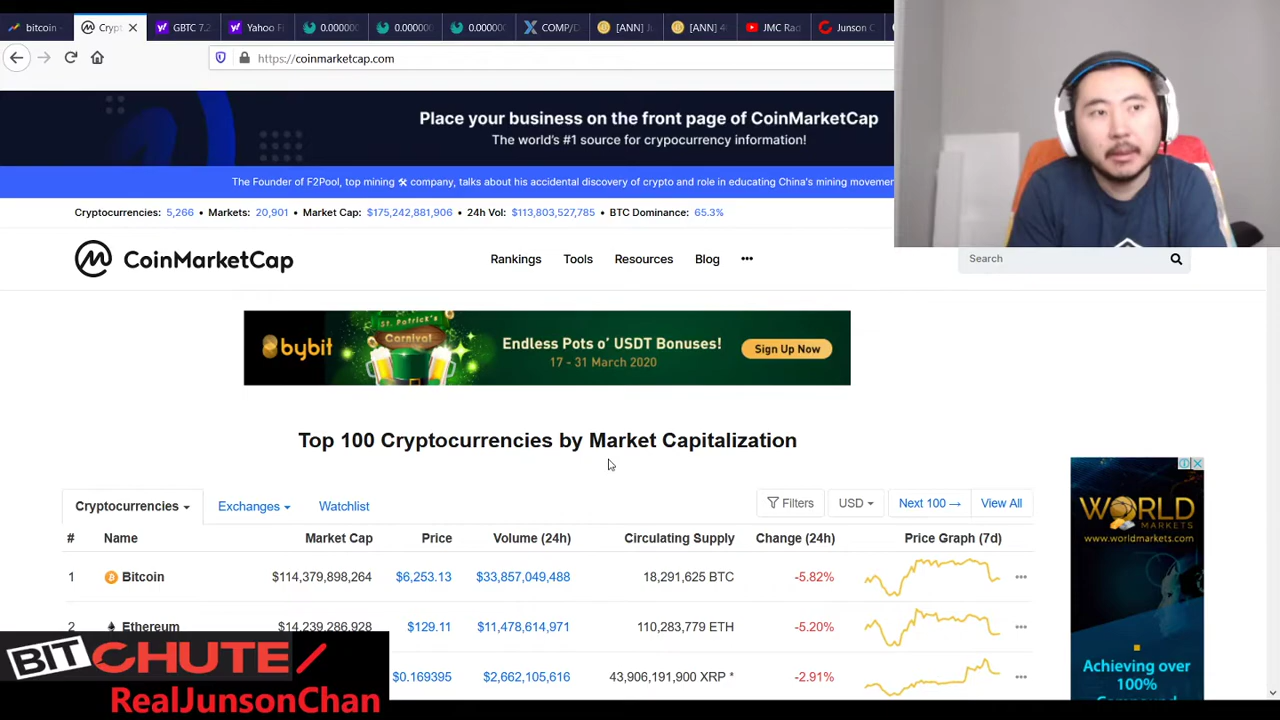 bitcoin
Crypt
GBTC 7.2
Yahoo Fi
0.000000
0.000000
0.000000
COMP/D
[ANN] J
[ANN] 4
JMC Rad
Junson C
https://coinmarketcap.com
Place your business on the front page of CoinMarketCap
The world's #1 source for crypocurrency information!
The Founder of F2Pool, top mining company, talks about his accidental discovery of crypto and role in educating China's mining movemen
Cryptocurrencies: 5,266 • Markets: 20,901 • Market Cap: $175,242,881,906 • 24h Vol: $113,803,527,785 • BTC Dominance: 65.3%
CoinMarketCap
Rankings Tools Resources Blog •••
Search
St. Patrick's
Carnival
bybit
Endless Pots o' USDT Bonuses!
17 - 31 March 2020
Sign Up Now
Top 100 Cryptocurrencies by Market Capitalization
Cryptocurrencies Exchanges Watchlist Filters USD Next 100 → View All
# Name Market Cap Price Volume (24h) Circulating Supply Change (24h) Price Graph (7d)
1 Bitcoin $114,379,898,264 $6,253.13 $33,857,049,488 18,291,625 BTC -5.82% •••
2 Ethereum $14,239,286,928 $129.11 $11,478,614,971 110,283,779 ETH -5.20% •••
$0.169395 $2,662,105,616 43,906,191,900 XRP * -2.91% •••
WORLD
MARKETS
www.worldmarkets.com
Achieving over
100%
BITCHUTE/
RealJunsonChan